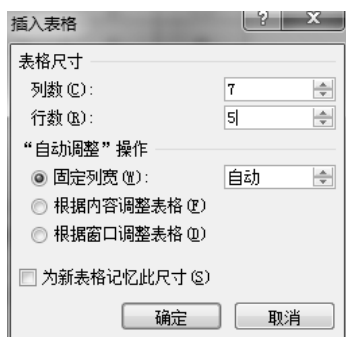 插入表格
表格尺寸
列数(C): 7
行数(R): 5
“自动调整”操作
固定列宽(W): 自动
根据内容调整表格(F)
根据窗口调整表格(D)
为新表格记忆此尺寸(S)
确定 取消